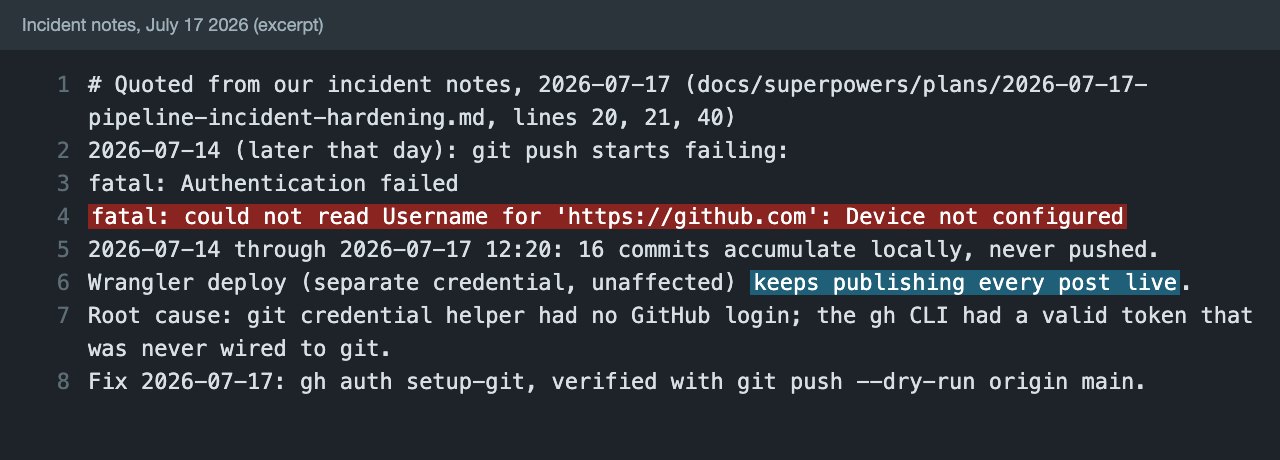 Incident notes, July 17 2026 (excerpt)
1 # Quoted from our incident notes, 2026-07-17 (docs/superpowers/plans/2026-07-17-
pipeline-incident-hardening.md, lines 20, 21, 40)
2 2026-07-14 (later that day): git push starts failing:
3 fatal: Authentication failed
4 fatal: could not read Username for 'https://github.com': Device not configured
5 2026-07-14 through 2026-07-17 12:20: 16 commits accumulate locally, never pushed.
6 Wrangler deploy (separate credential, unaffected) keeps publishing every post live.
7 Root cause: git credential helper had no GitHub login; the gh CLI had a valid token that
was never wired to git.
8 Fix 2026-07-17: gh auth setup-git, verified with git push --dry-run origin main.